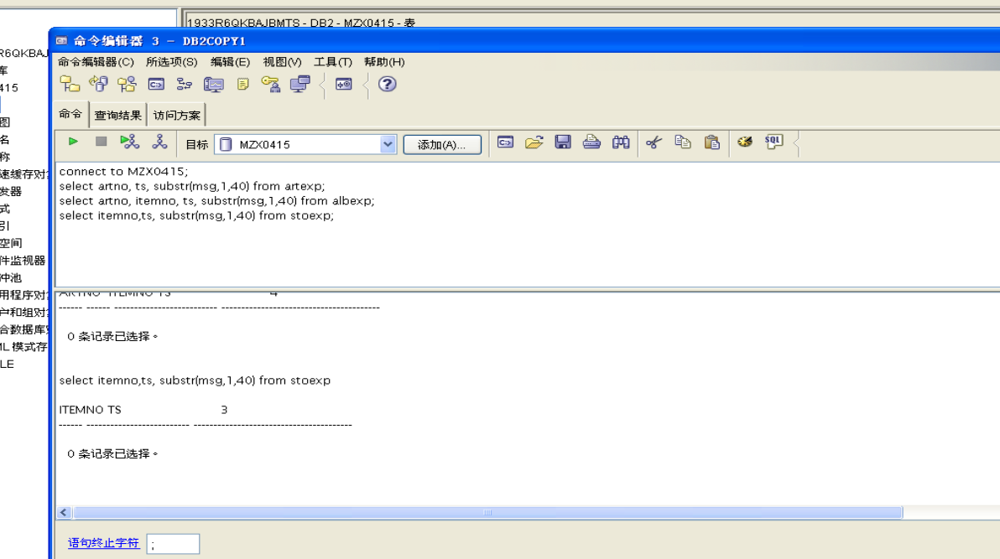 1933R6QKBAJBMTS - DB2 - MZX0415 - 表
命令编辑器 3 - DB2COPY1
命令编辑器(C) 所选项(S) 编辑(E) 视图(V) 工具(T) 帮助(H)
命令 查询结果 访问方案
目标 MZX0415 添加(A)... SQL
connect to MZX0415;
select artno, ts, substr(msg,1,40) from artexp;
select artno, itemno, ts, substr(msg,1,40) from albexp;
select itemno,ts, substr(msg,1,40) from stoexp;
ARTNO ITEMNO TS 4
------ ------ -------------------------- ----------------------------------------
0 条记录已选择。
select itemno,ts, substr(msg,1,40) from stoexp
ITEMNO TS 3
------ -------------------------- ----------------------------------------
0 条记录已选择。
语句终止字符 ;
R6QKBAJ
库
415
图
名
称
速缓存对
发器
式
引
空间
件监视器
冲池
用程序对
户和组对
合数据库
ML 模式存
LE